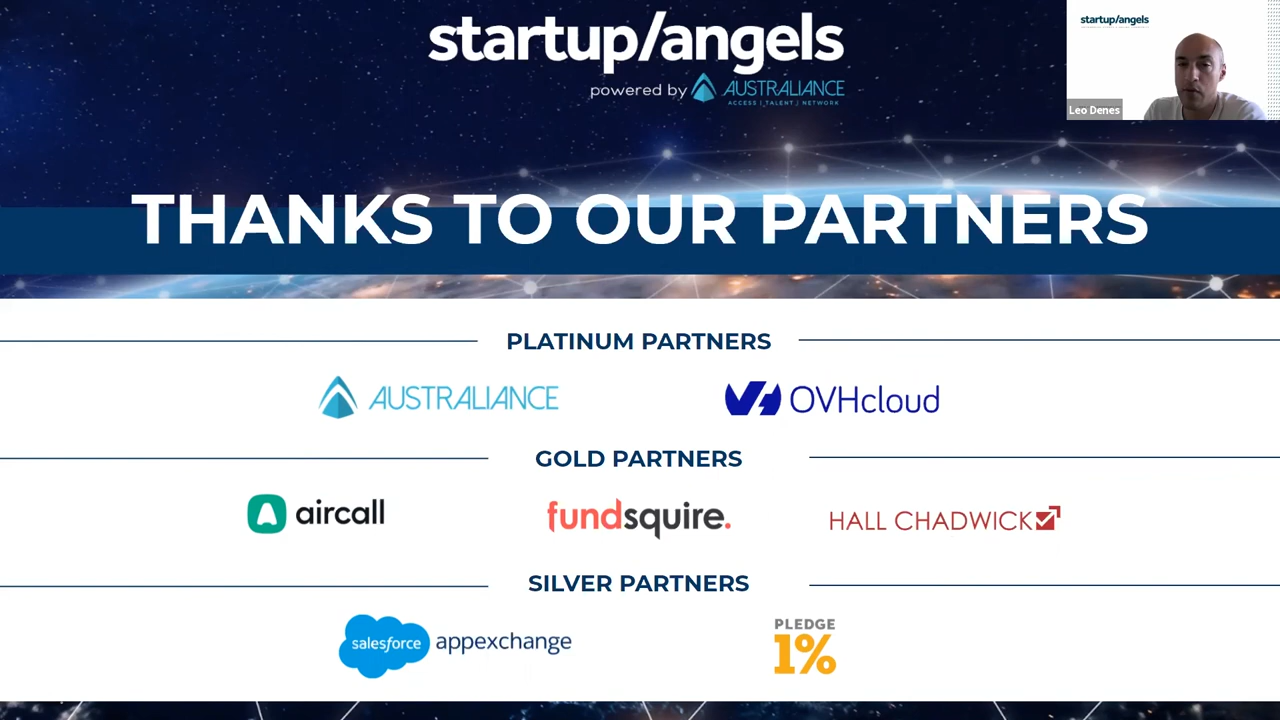 startup/angels
powered by AUSTRALIANCE
ACCESS | TALENT | NETWORK
startup/angels
Leo Denes
THANKS TO OUR PARTNERS
PLATINUM PARTNERS
AUSTRALIANCE
OVHcloud
GOLD PARTNERS
aircall
fundsquire.
HALL CHADWICK
SILVER PARTNERS
salesforce appexchange
PLEDGE
1%